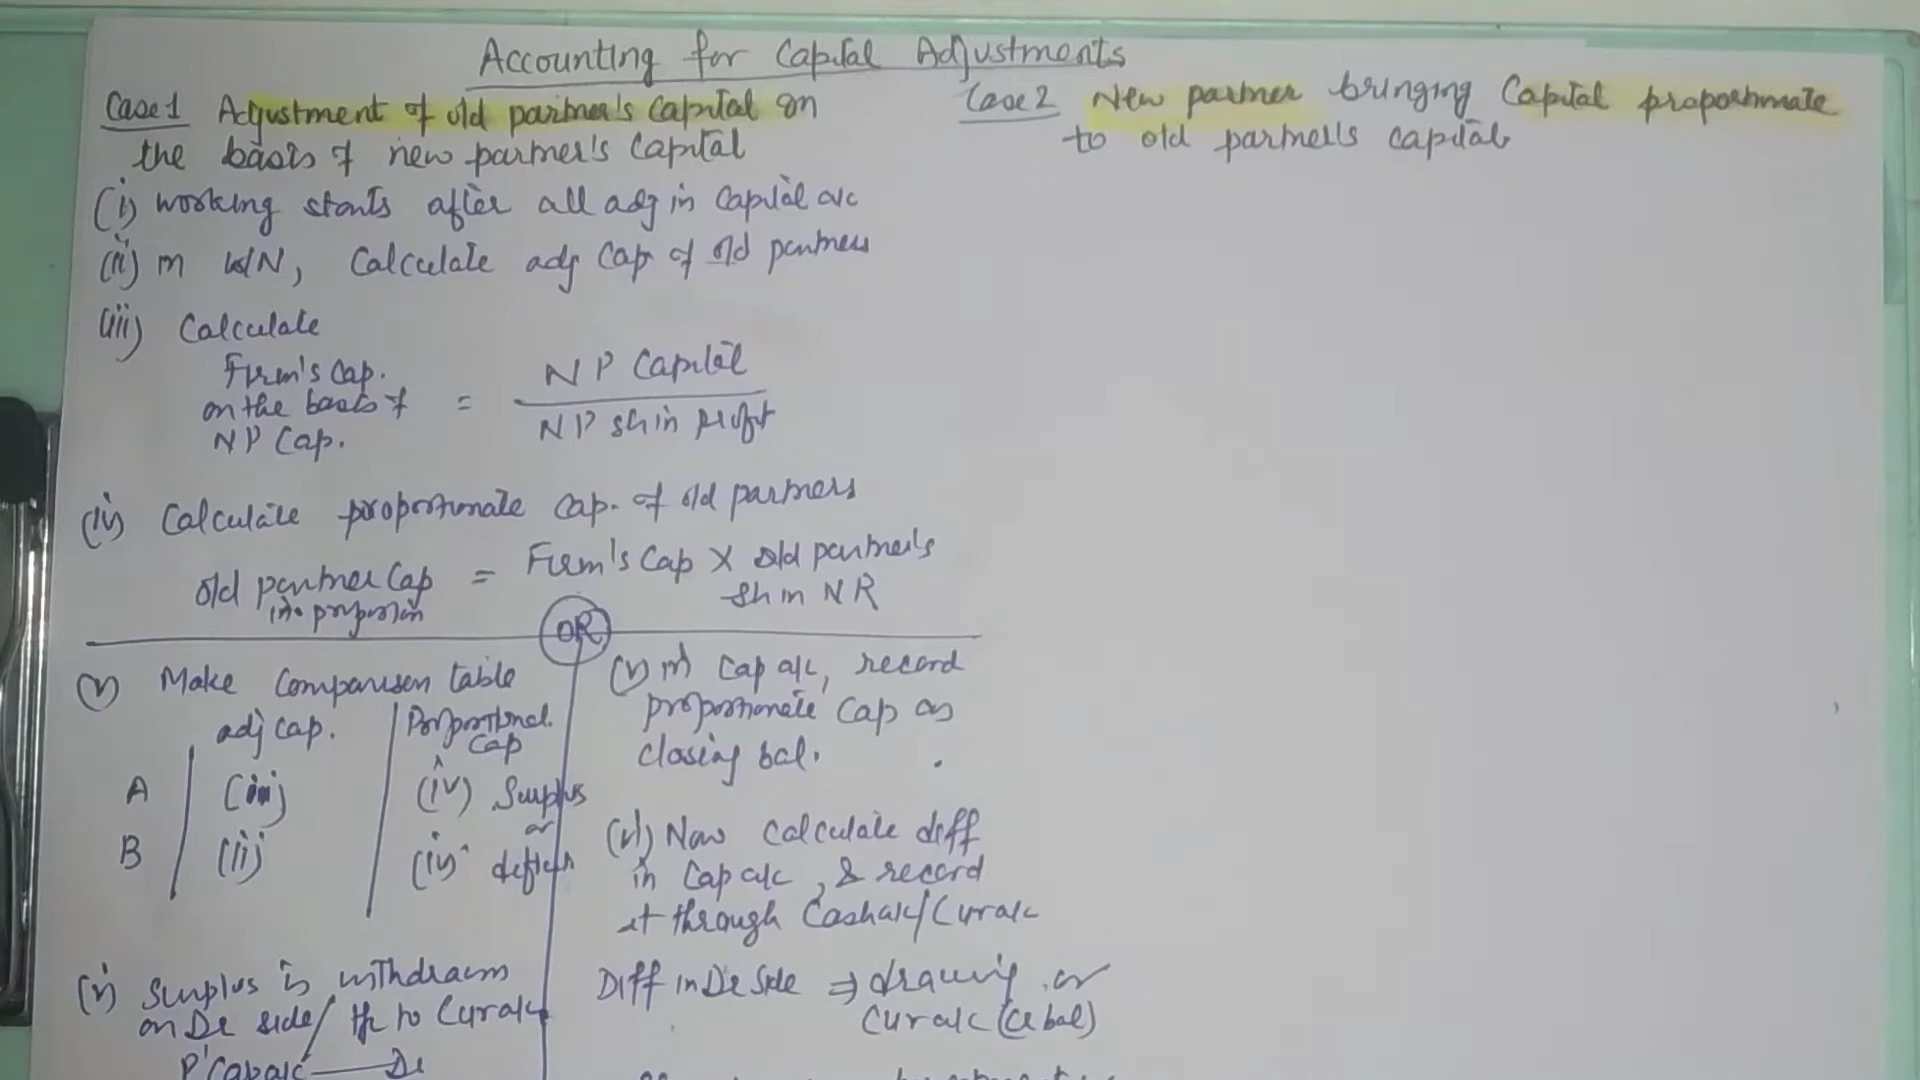 Accounting for Capital Adjustments
Case 1 Adjustment of old partner's capital on
the basis of new partner's capital
(i) working starts after all adj in capital a/c
(ii) in W/N, Calculate adj Cap of old partners
(iii) Calculate
Firm's Cap.
on the basis of
NP Cap.
=
NP Capital
NP sh in profit
(iv) Calculate proportionate cap. of old partners
old partner Cap = Firm's Cap X old partner's
in proportion
sh in NR
OR
(v) Make Comparison table
adj cap. Proportional
Cap
A (iii) (iv) Surplus
or
B (ii) (iv) deficit
(v) Surplus is withdrawn
on Dr side/ tfr to Cur a/c
P'Cap a/c — Dr
(v) in Cap a/c, record
proportionate Cap as
closing bal.
(vi) Now calculate diff
in Cap a/c, & record
it through Cash a/c/Cur a/c
Diff in Dr Side ⇒ drawing or
Cur a/c (Cr bal)
Case 2 New partner bringing Capital proportionate
to old partner's capital